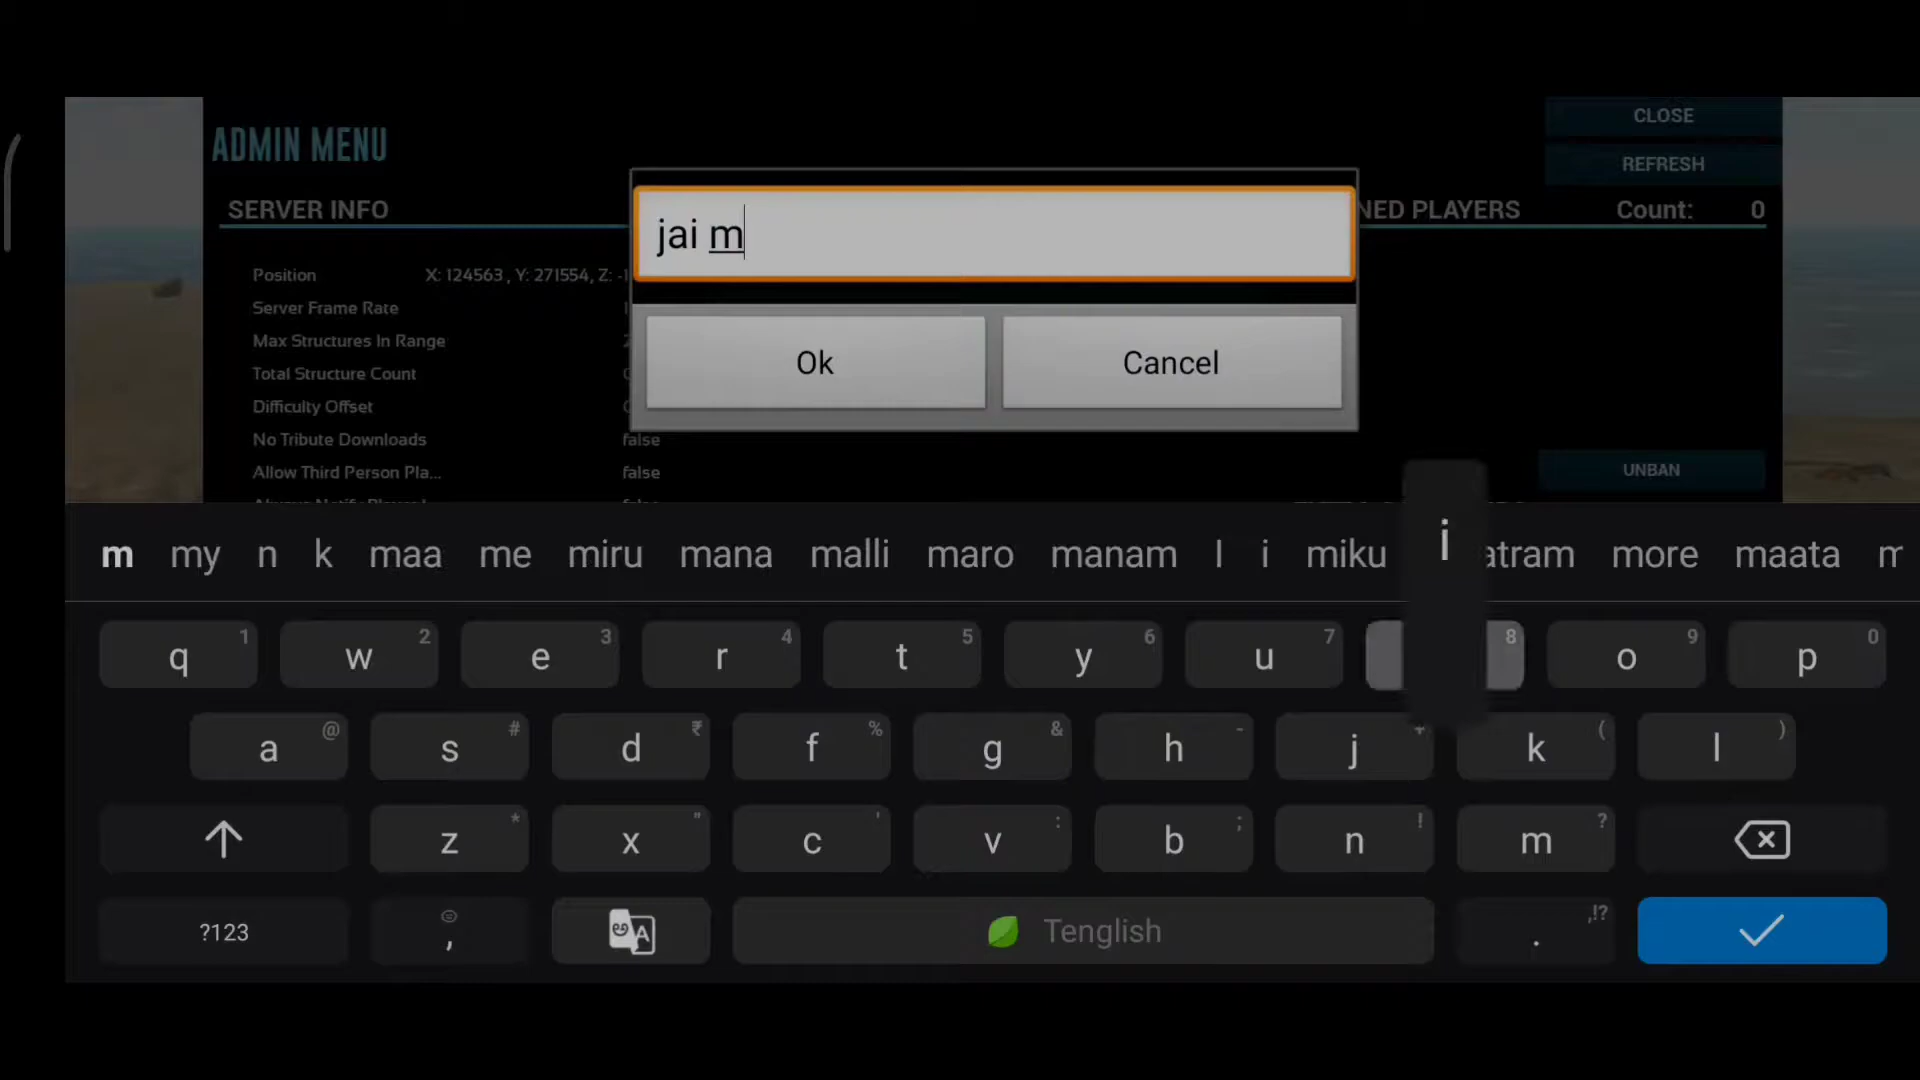 ADMIN MENU
CLOSE
REFRESH
SERVER INFO
NED PLAYERS Count: 0
jai m
Ok Cancel
Position X: 124563 , Y: 271554, Z: -
Server Frame Rate
Max Structures In Range
Total Structure Count
Difficulty Offset
No Tribute Downloads false
Allow Third Person Pla... false
UNBAN
m my n k maa me miru mana malli maro manam I i miku i atram more maata
q 1 w 2 e 3 r 4 t 5 y 6 u 7 8 o 9 p 0
a @ s # d ₹ f % g & h - j + k ( l )
z * x " c ' v : b ; n ! m ?
?123 , అ A Tenglish . ,!?